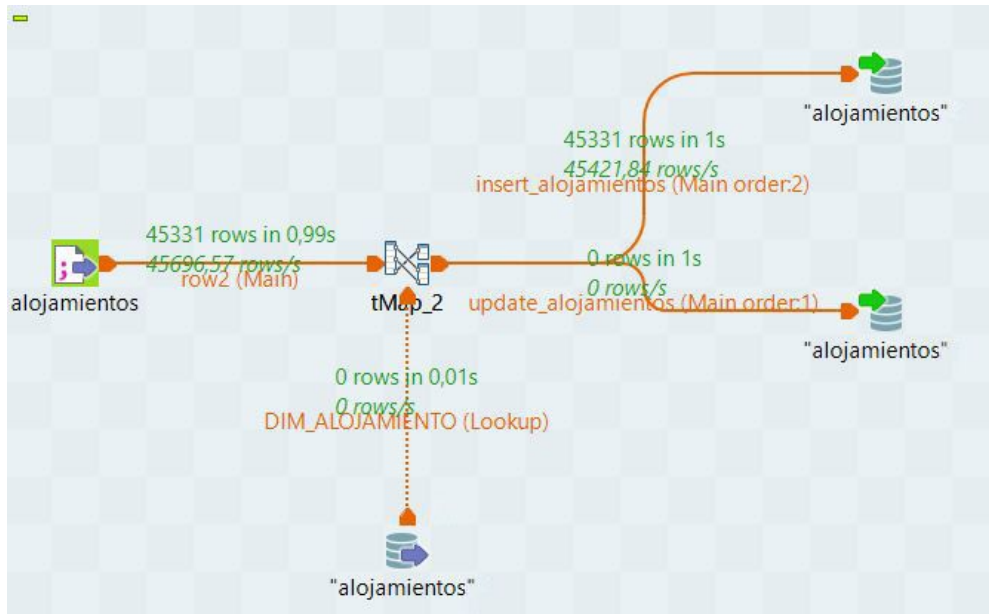 "alojamientos"
45331 rows in 1s
45421,84 rows/s
insert_alojamientos (Main order:2)
45331 rows in 0,99s
45696,57 rows/s
row2 (Main)
alojamientos
tMap_2
0 rows in 1s
0 rows/s
update_alojamientos (Main order:1)
"alojamientos"
0 rows in 0,01s
0 rows/s
DIM_ALOJAMIENTO (Lookup)
"alojamientos"